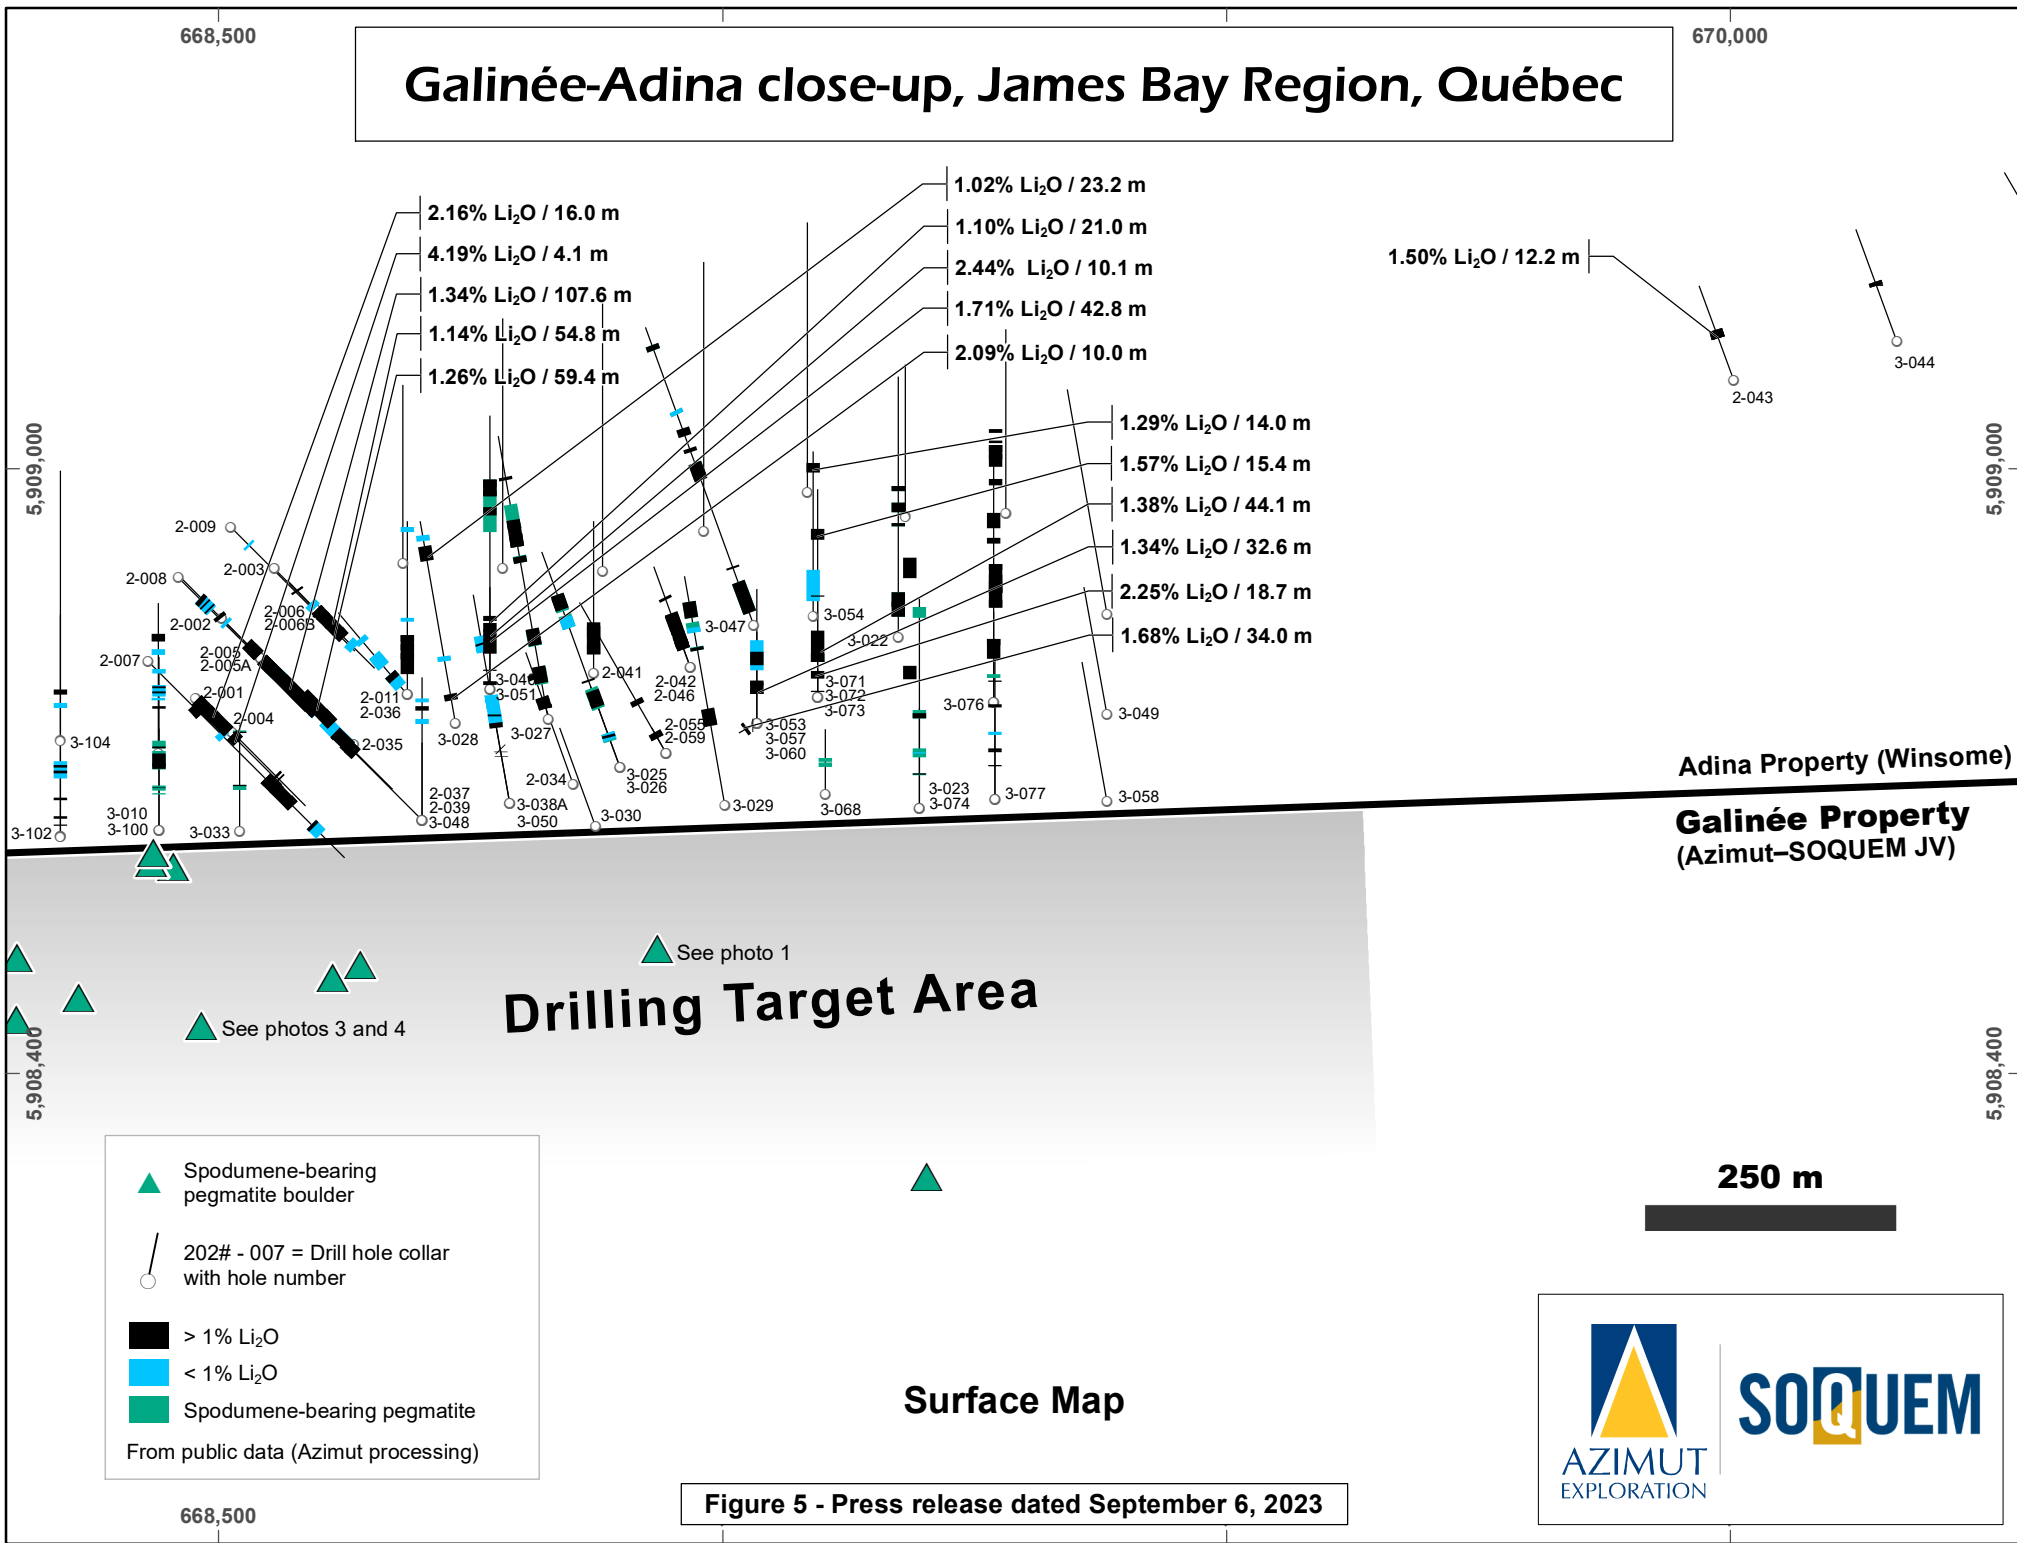 668,500
670,000
Galinée-Adina close-up, James Bay Region, Québec
1.02% Li₂O / 23.2 m
2.16% Li₂O / 16.0 m
1.10% Li₂O / 21.0 m
4.19% Li₂O / 4.1 m
1.50% Li₂O / 12.2 m
2.44% Li₂O / 10.1 m
1.34% Li₂O / 107.6 m
1.71% Li₂O / 42.8 m
1.14% Li₂O / 54.8 m
2.09% Li₂O / 10.0 m
1.26% Li₂O / 59.4 m
3-044
2-043
1.29% Li₂O / 14.0 m
1.57% Li₂O / 15.4 m
1.38% Li₂O / 44.1 m
1.34% Li₂O / 32.6 m
2.25% Li₂O / 18.7 m
1.68% Li₂O / 34.0 m
5,909,000
5,909,000
2-009
2-003
2-008
2-006
2-006B
2-002
2-005
2-005A
2-007
2-001
2-004
2-011
2-036
2-035
3-028
3-046
3-051
3-027
2-041
2-042
2-046
3-047
3-054
3-022
3-071
3-072
3-073
3-076
3-049
2-055
2-059
3-053
3-057
3-060
3-104
3-102
3-010
3-100
3-033
2-037
2-039
3-048
3-038A
3-050
2-034
3-025
3-026
3-030
3-029
3-068
3-023
3-074
3-077
3-058
Adina Property (Winsome)
Galinée Property
(Azimut–SOQUEM JV)
See photo 1
Drilling Target Area
See photos 3 and 4
5,908,400
5,908,400
Spodumene-bearing
pegmatite boulder
202# - 007 = Drill hole collar
with hole number
> 1% Li₂O
< 1% Li₂O
Spodumene-bearing pegmatite
From public data (Azimut processing)
250 m
Surface Map
AZIMUT
EXPLORATION
SOQUEM
Figure 5 - Press release dated September 6, 2023
668,500